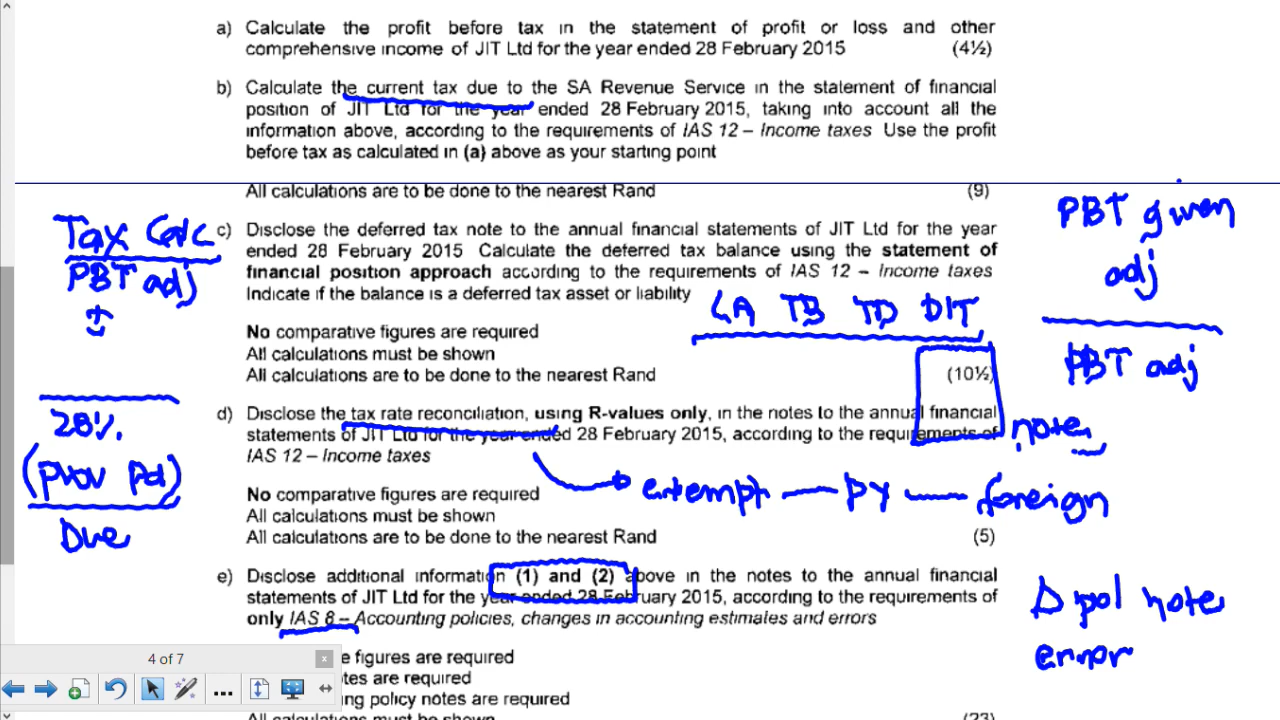 a) Calculate the profit before tax in the statement of profit or loss and other
comprehensive income of JIT Ltd for the year ended 28 February 2015 (4½)
b) Calculate the current tax due to the SA Revenue Service in the statement of financial
position of JIT Ltd for the year ended 28 February 2015, taking into account all the
information above, according to the requirements of IAS 12 – Income taxes Use the profit
before tax as calculated in (a) above as your starting point
All calculations are to be done to the nearest Rand (9)
Tax Calc
PBT adj
±
28%
(prov Pd)
Due
PBT given
adj
PBT adj
c) Disclose the deferred tax note to the annual financial statements of JIT Ltd for the year
ended 28 February 2015 Calculate the deferred tax balance using the statement of
financial position approach according to the requirements of IAS 12 – Income taxes
Indicate if the balance is a deferred tax asset or liability
CA TB TD DIT
No comparative figures are required
All calculations must be shown
All calculations are to be done to the nearest Rand (10½)
d) Disclose the tax rate reconciliation, using R-values only, in the notes to the annual financial
statements of JIT Ltd for the year ended 28 February 2015, according to the requirements of
IAS 12 – Income taxes
notes
exempt — PY — foreign
No comparative figures are required
All calculations must be shown
All calculations are to be done to the nearest Rand (5)
e) Disclose additional information (1) and (2) above in the notes to the annual financial
statements of JIT Ltd for the year ended 28 February 2015, according to the requirements of
only IAS 8 – Accounting policies, changes in accounting estimates and errors
Δ pol note
error
4 of 7
x
e figures are required
tes are required
ing policy notes are required
All calculations must be shown (23)